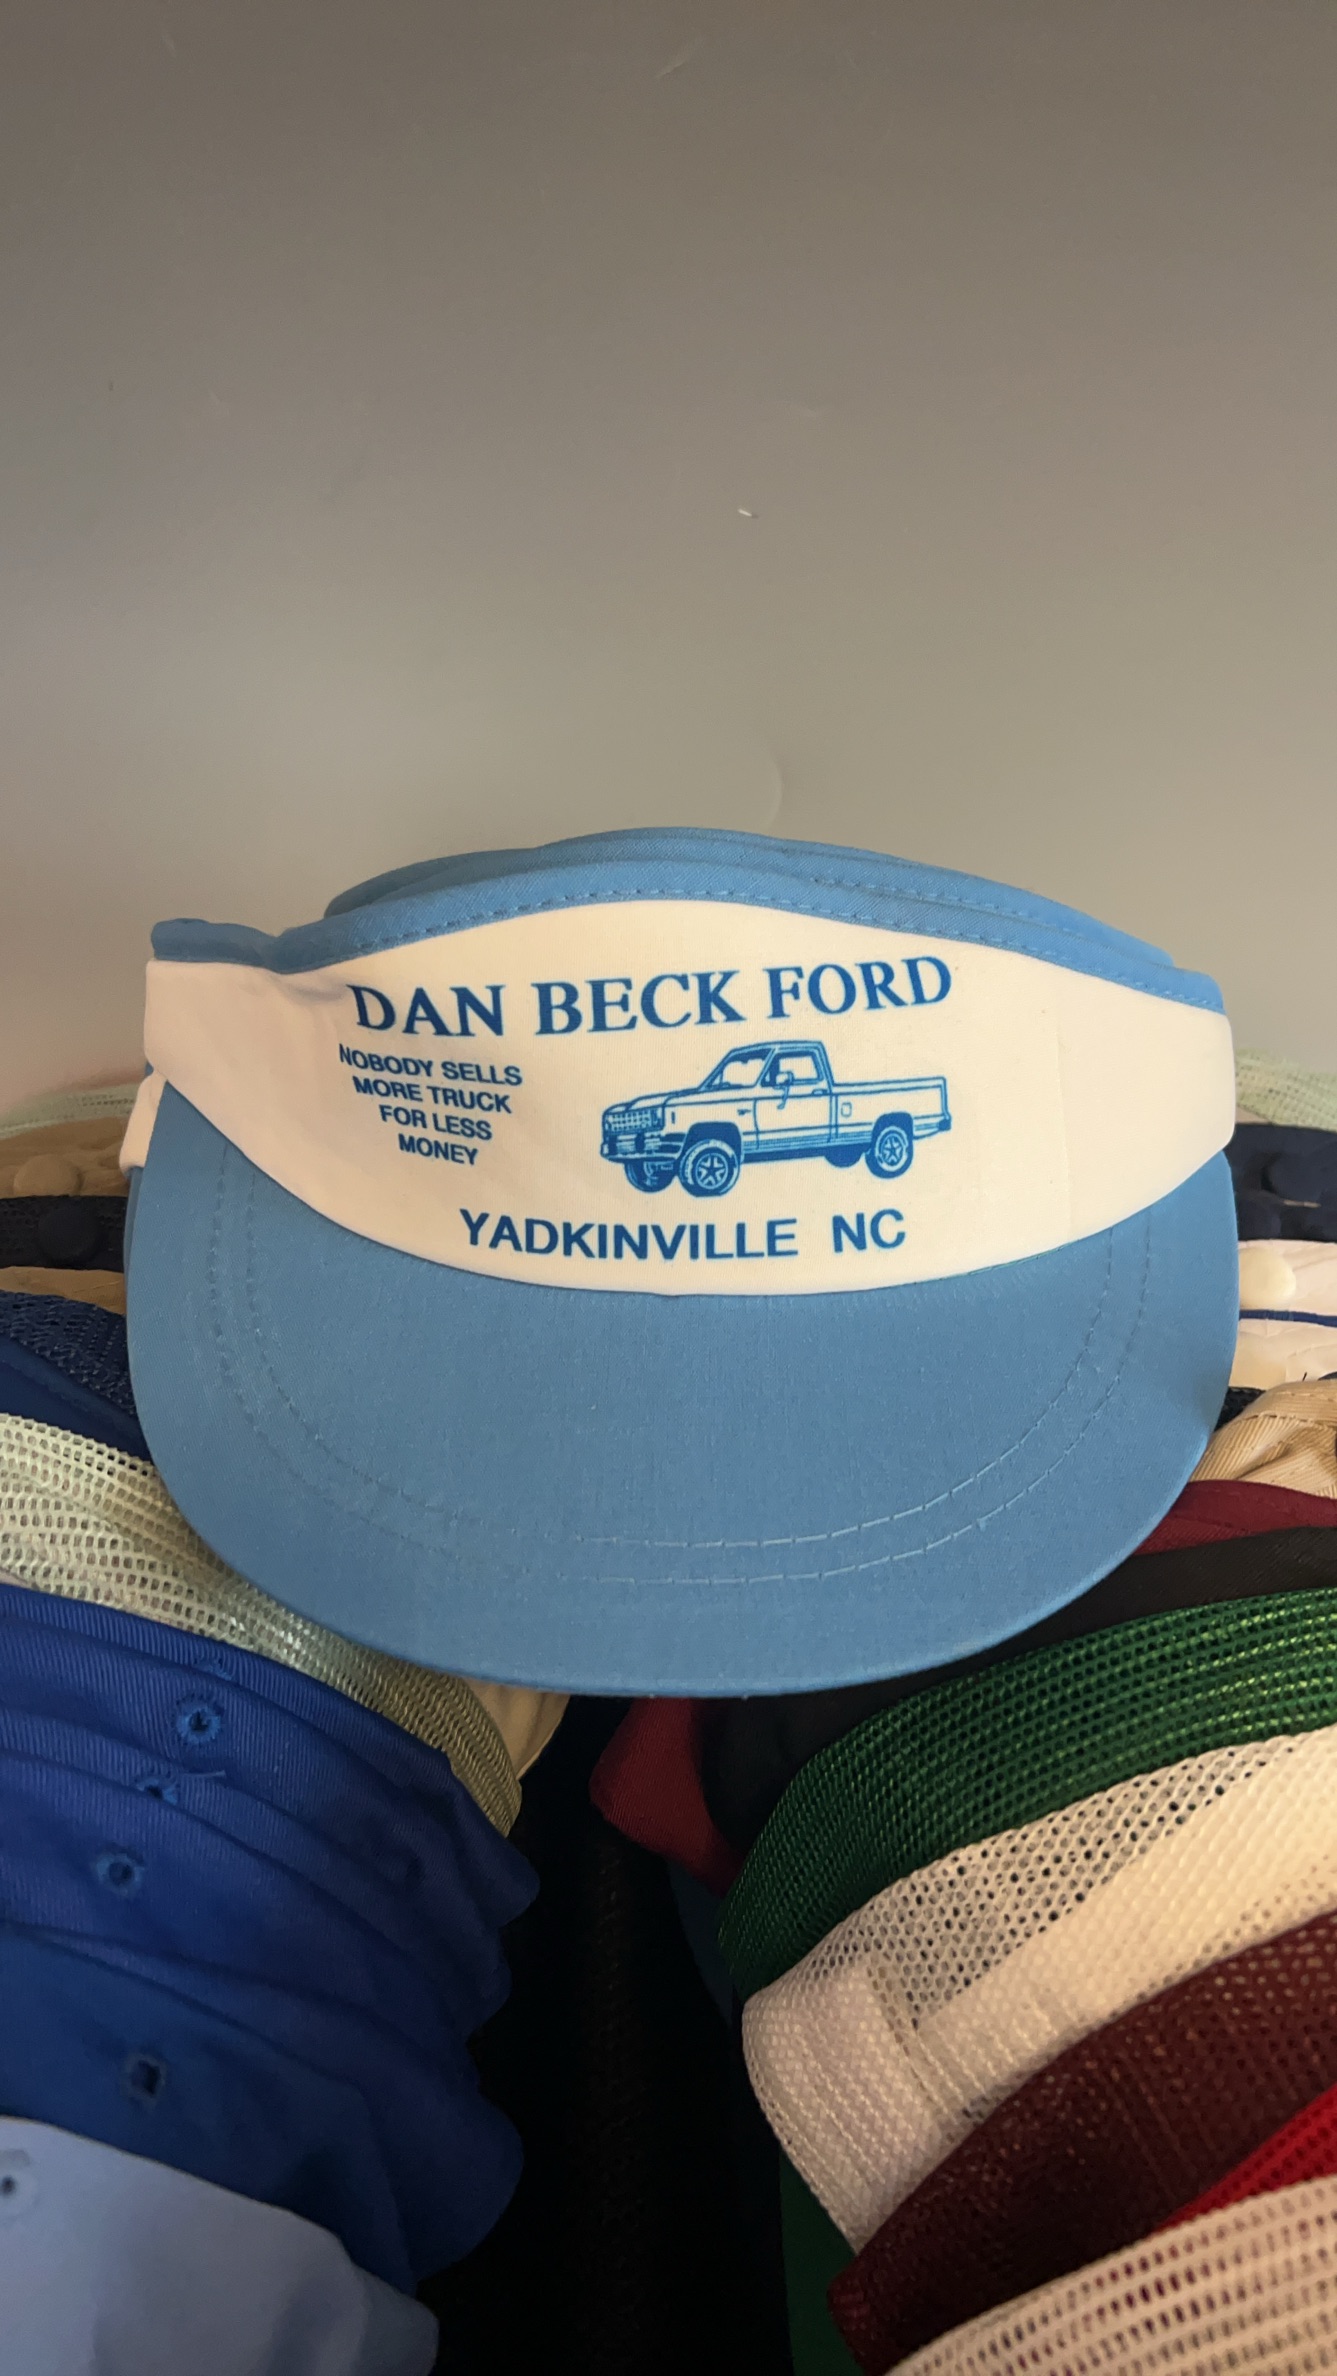 DAN BECK FORD
NOBODY SELLS
MORE TRUCK
FOR LESS
MONEY
YADKINVILLE NC